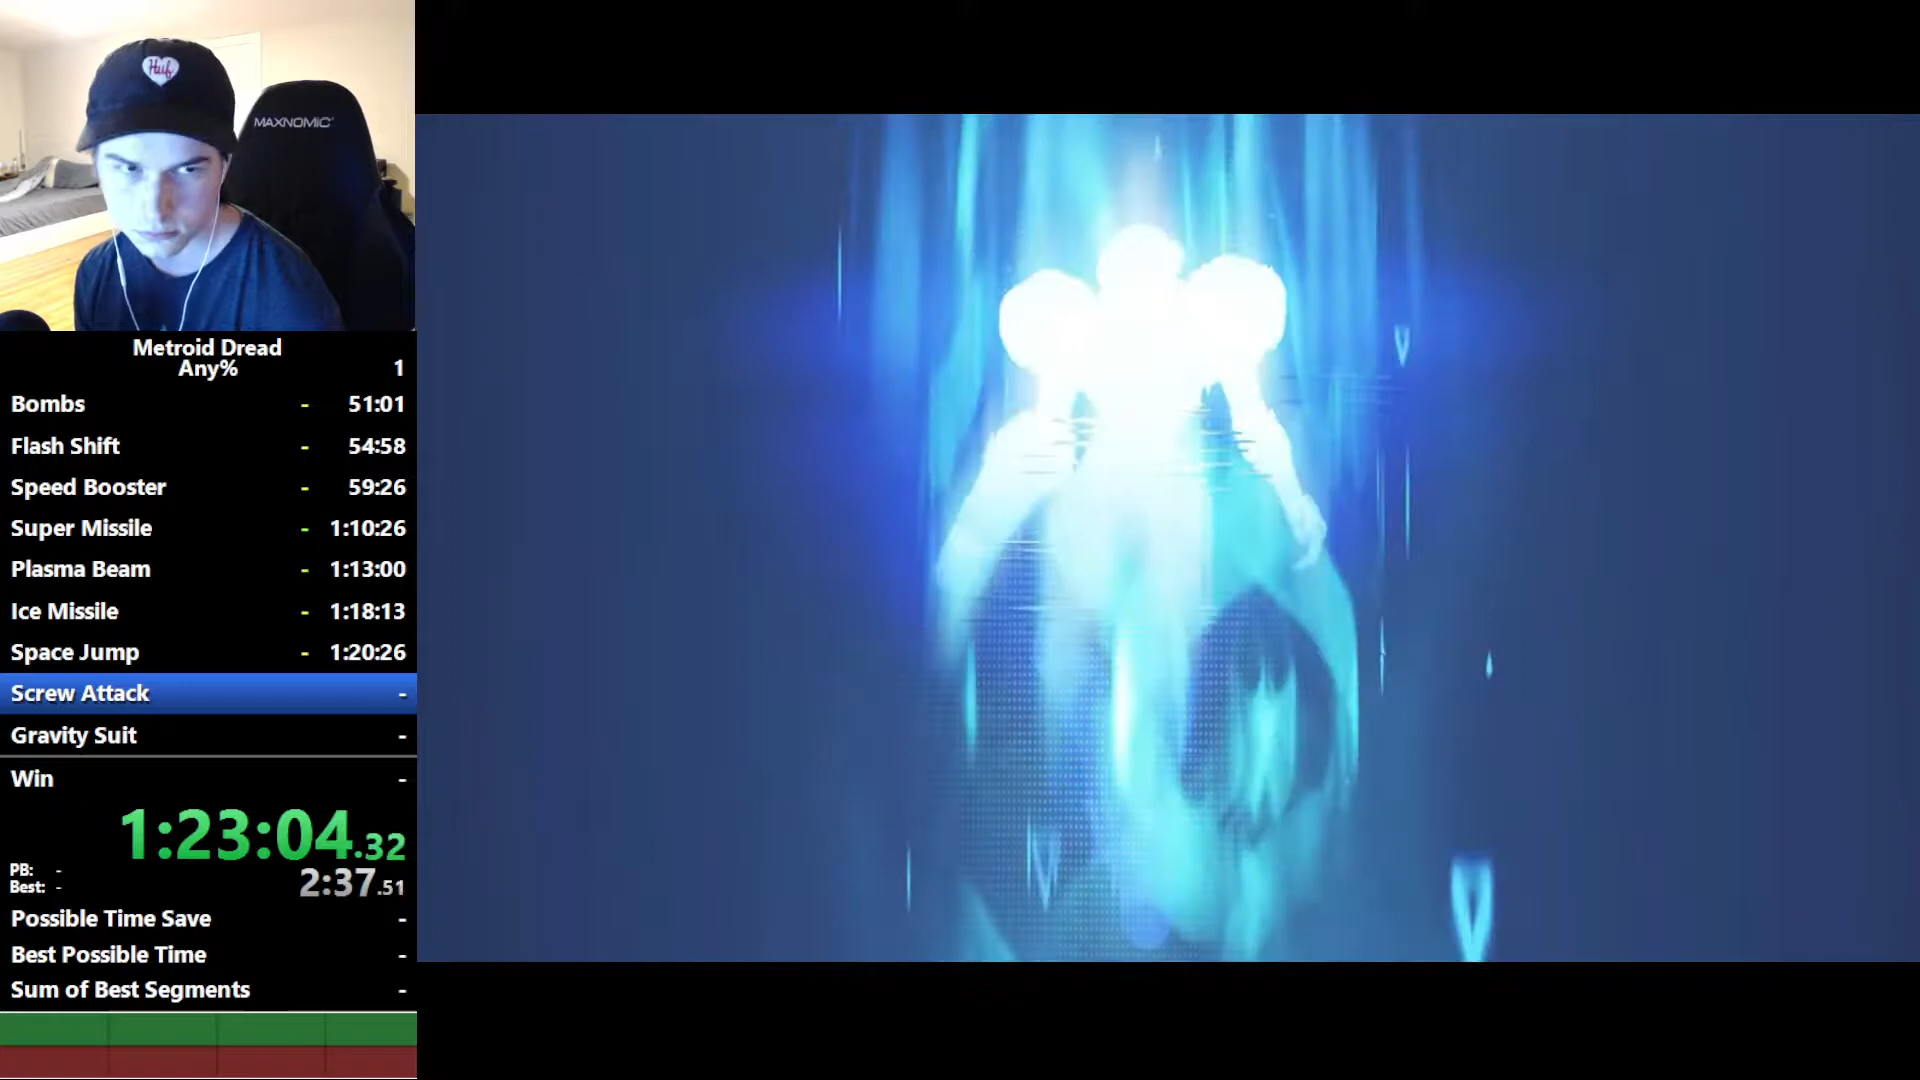 Huf
MAXNOMIC
Metroid Dread
Any% 1
Bombs - 51:01
Flash Shift - 54:58
Speed Booster - 59:26
Super Missile - 1:10:26
Plasma Beam - 1:13:00
Ice Missile - 1:18:13
Space Jump - 1:20:26
Screw Attack -
Gravity Suit -
Win -
1:23:04.32
PB: -
Best: - 2:37.51
Possible Time Save -
Best Possible Time -
Sum of Best Segments -